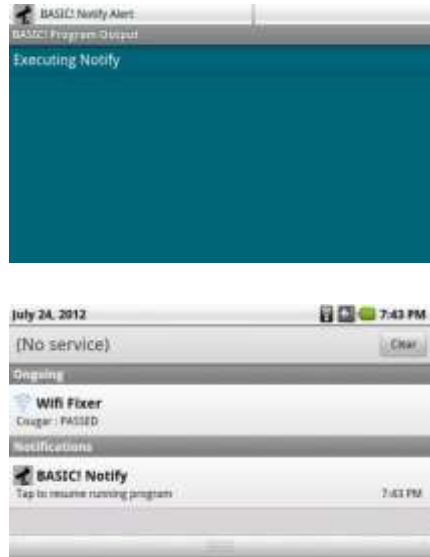 BASIC! Notify Alert
BASIC! Program Output
Executing Notify
July 24, 2012 7:43 PM
(No service) Clear
Ongoing
Wifi Fixer
Cougar : PASSED
Notifications
BASIC! Notify
Tap to resume running program 7:43 PM